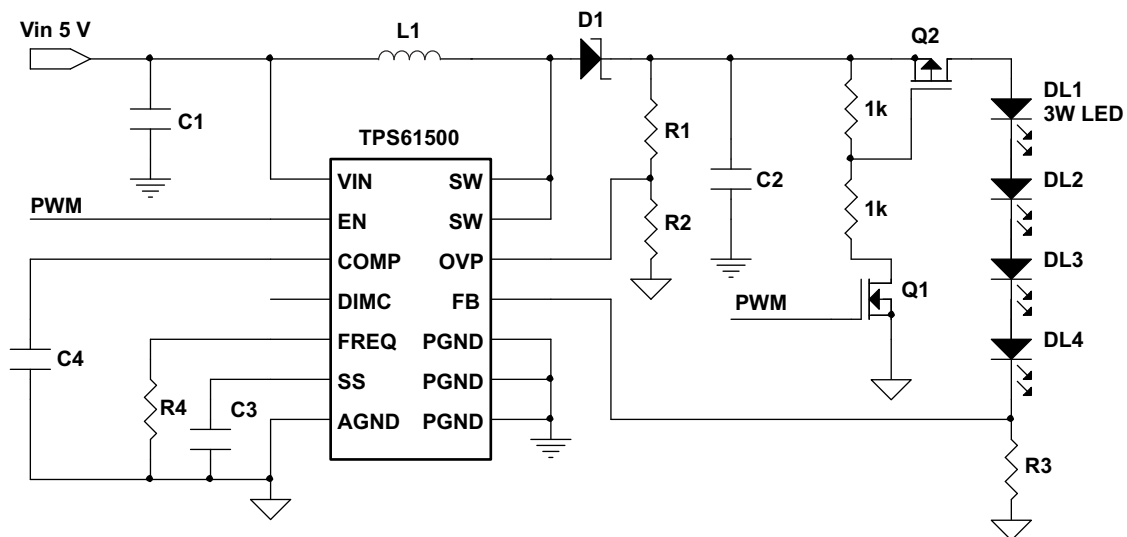 Vin 5 V
L1
D1
Q2
C1
R1
1k
DL1
3W LED
TPS61500
VIN
SW
C2
DL2
PWM
EN
SW
R2
1k
COMP
OVP
DL3
DIMC
FB
PWM
Q1
C4
FREQ
PGND
DL4
R4
C3
SS
PGND
AGND
PGND
R3